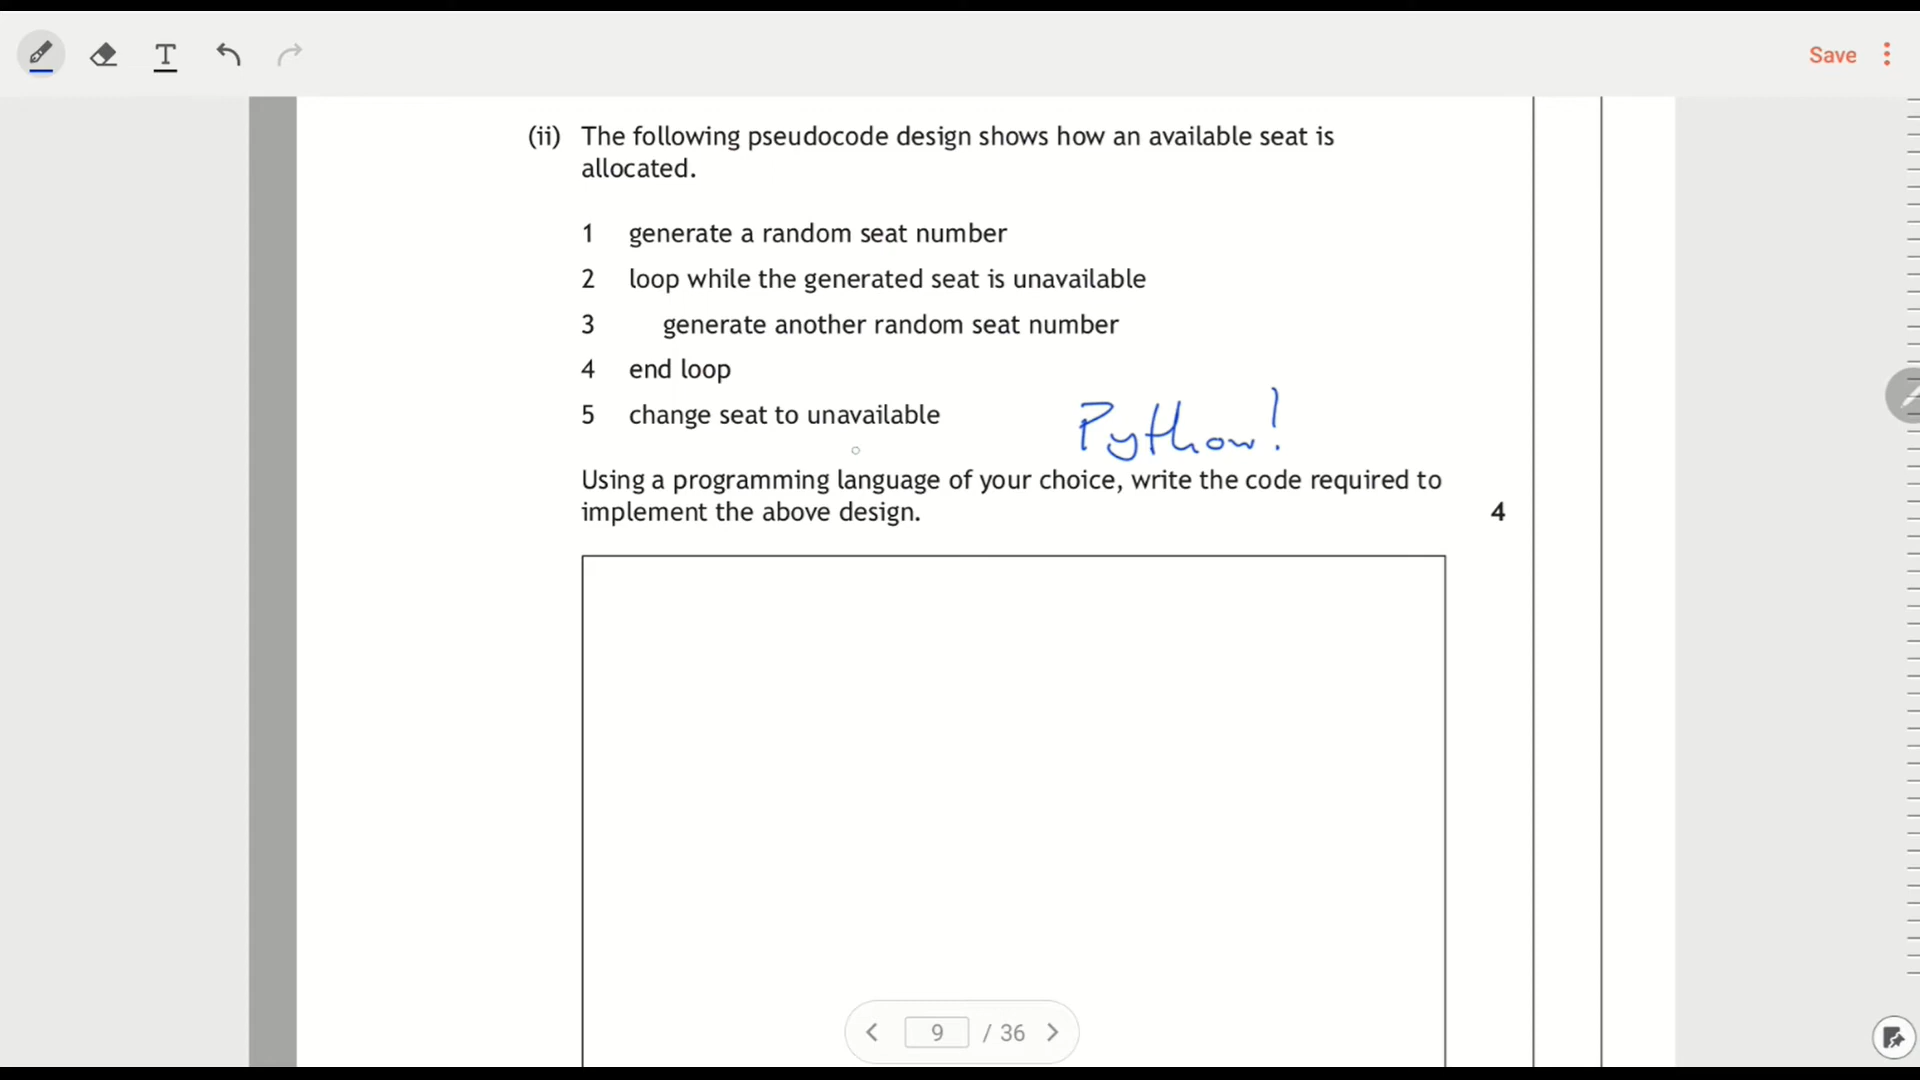 T
Save
(ii) The following pseudocode design shows how an available seat is
allocated.
1 generate a random seat number
2 loop while the generated seat is unavailable
3 generate another random seat number
4 end loop
5 change seat to unavailable
Python!
Using a programming language of your choice, write the code required to
implement the above design.
4
9 / 36